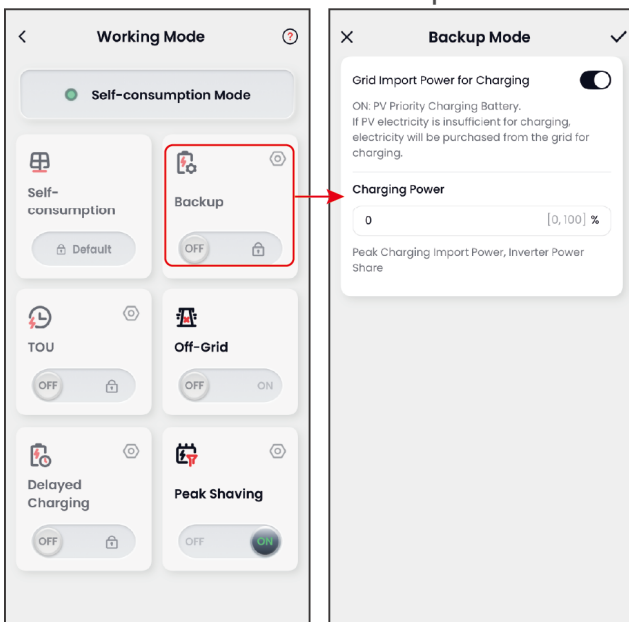 Working Mode
?
Self-consumption Mode
Self-
consumption
Default
Backup
OFF
TOU
OFF
Off-Grid
OFF ON
Delayed
Charging
OFF
Peak Shaving
OFF ON
Backup Mode
Grid Import Power for Charging
ON: PV Priority Charging Battery.
If PV electricity is insufficient for charging,
electricity will be purchased from the grid for
charging.
Charging Power
0 [0,100] %
Peak Charging Import Power, Inverter Power
Share